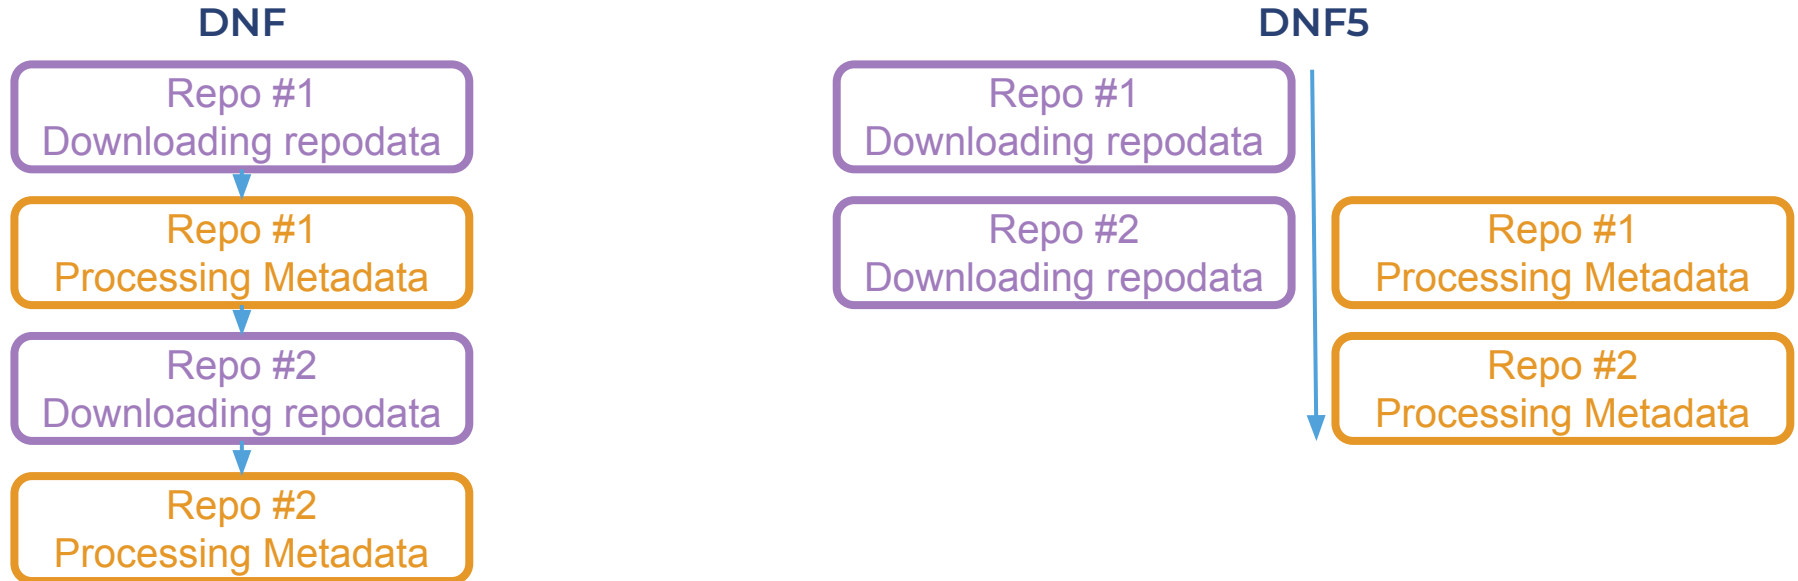 DNF
Repo #1
Downloading repodata
Repo #1
Processing Metadata
Repo #2
Downloading repodata
Repo #2
Processing Metadata
DNF5
Repo #1
Downloading repodata
Repo #2
Downloading repodata
Repo #1
Processing Metadata
Repo #2
Processing Metadata